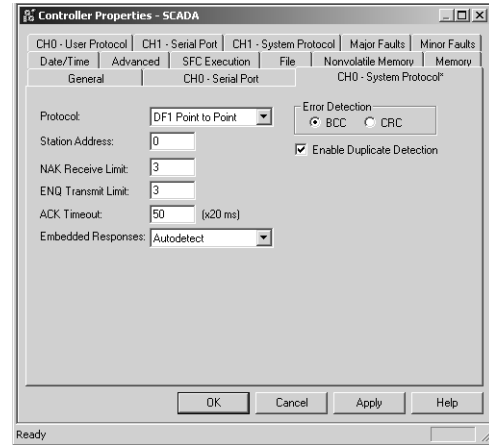 Controller Properties - SCADA
CH0 - User Protocol CH1 - Serial Port CH1 - System Protocol Major Faults Minor Faults
Date/Time Advanced SFC Execution File Nonvolatile Memory Memory
General CH0 - Serial Port CH0 - System Protocol*
Protocol: DF1 Point to Point
Error Detection
BCC CRC
Station Address: 0
Enable Duplicate Detection
NAK Receive Limit: 3
ENQ Transmit Limit: 3
ACK Timeout: 50 (x20 ms)
Embedded Responses: Autodetect
OK Cancel Apply Help
Ready